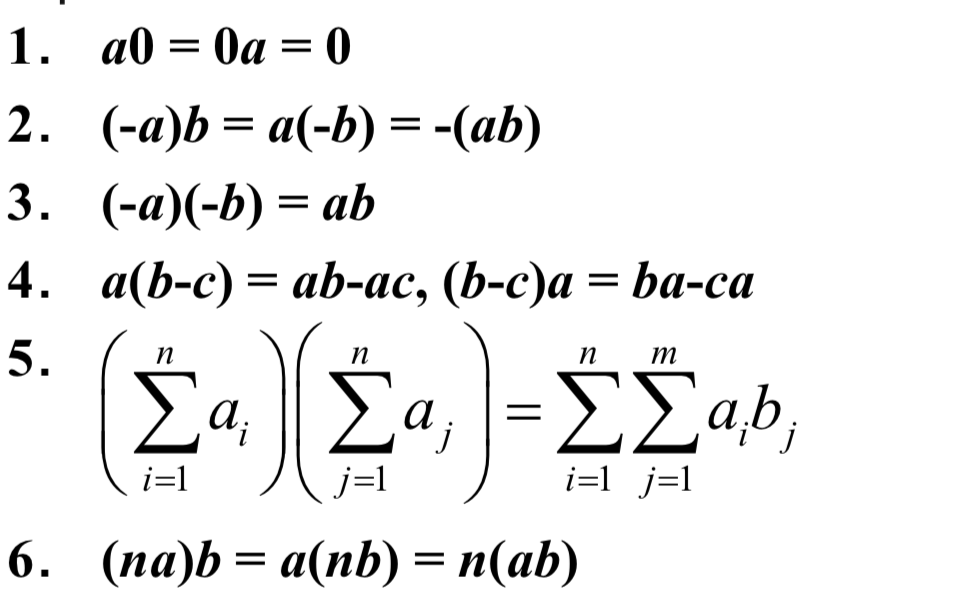 1. a0 = 0a = 0
2. (-a)b = a(-b) = -(ab)
3. (-a)(-b) = ab
4. a(b-c) = ab-ac, (b-c)a = ba-ca
5. (∑_{i=1}^{n} a_i)(∑_{j=1}^{n} a_j) = ∑_{i=1}^{n} ∑_{j=1}^{m} a_i b_j
6. (na)b = a(nb) = n(ab)